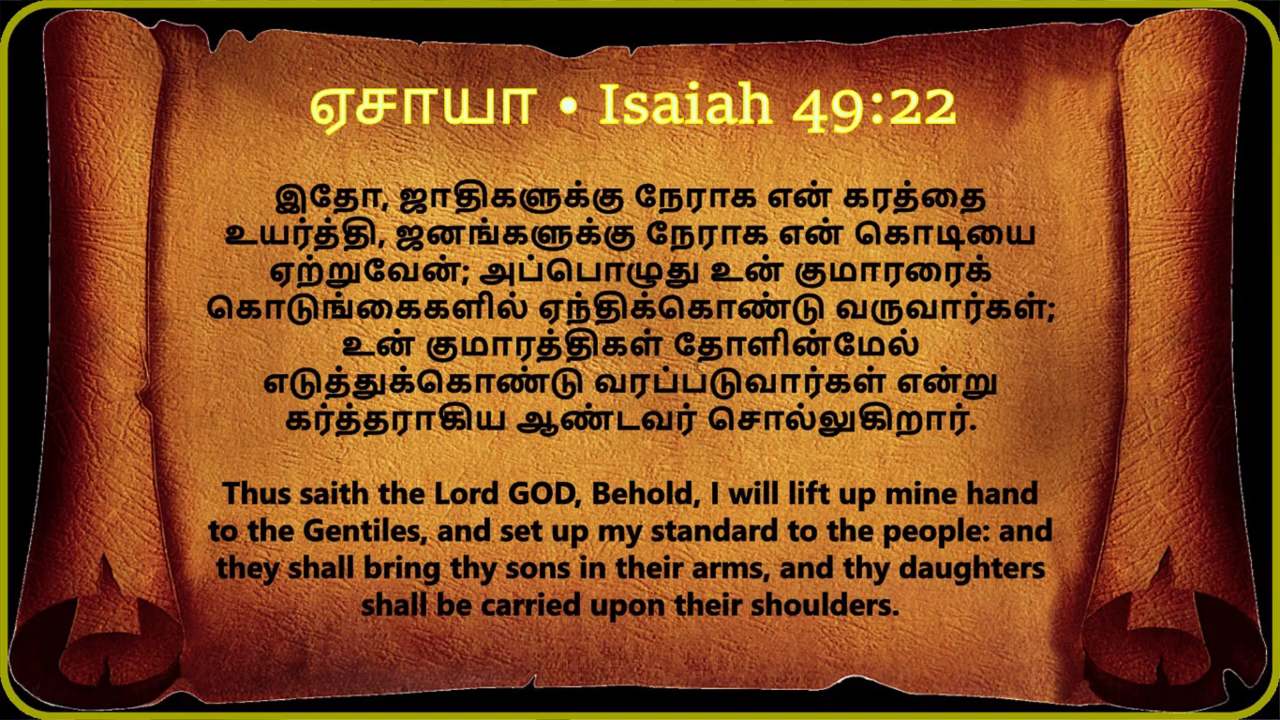 ஏசாயா • Isaiah 49:22
இதோ, ஜாதிகளுக்கு நேராக என் கரத்தை
உயர்த்தி, ஜனங்களுக்கு நேராக என் கொடியை
ஏற்றுவேன்; அப்பொழுது உன் குமாரரைக்
கொடுங்கைகளில் ஏந்திக்கொண்டு வருவார்கள்;
உன் குமாரத்திகள் தோளின்மேல்
எடுத்துக்கொண்டு வரப்படுவார்கள் என்று
கர்த்தராகிய ஆண்டவர் சொல்லுகிறார்.
Thus saith the Lord GOD, Behold, I will lift up mine hand
to the Gentiles, and set up my standard to the people: and
they shall bring thy sons in their arms, and thy daughters
shall be carried upon their shoulders.